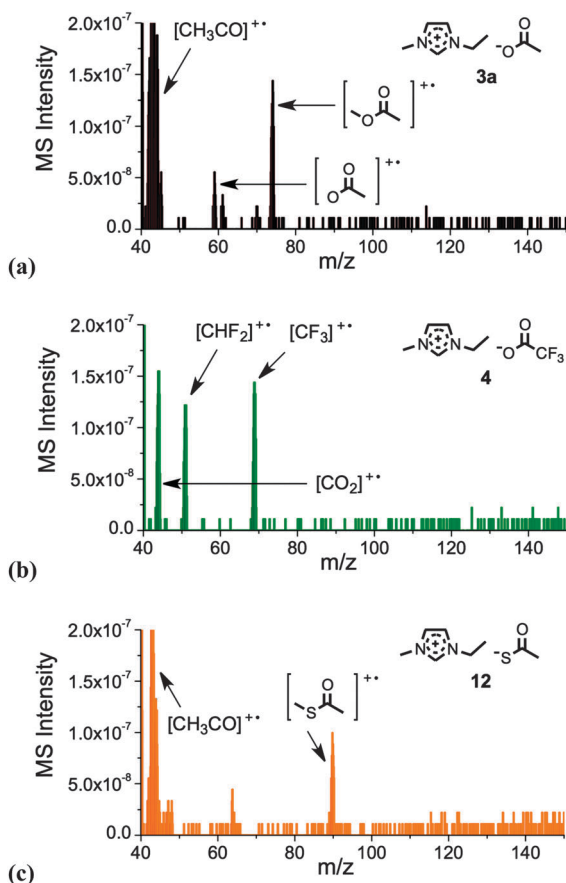 2.0x10⁻⁷
1.5x10⁻⁷
1.0x10⁻⁷
5.0x10⁻⁸
0.0
MS Intensity
[CH₃CO]⁺•
O
N + N
⁻O
3a
[ O O ]⁺•
[ O O ]⁺•
40 60 80 100 120 140
m/z
(a)
2.0x10⁻⁷
1.5x10⁻⁷
1.0x10⁻⁷
5.0x10⁻⁸
0.0
MS Intensity
[CHF2]⁺•
[CF₃]⁺•
[CO₂]⁺•
O
N + N
⁻O CF₃
4
40 60 80 100 120 140
m/z
(b)
2.0x10⁻⁷
1.5x10⁻⁷
1.0x10⁻⁷
5.0x10⁻⁸
0.0
MS Intensity
[CH₃CO]⁺•
[ S O ]⁺•
O
N + N
⁻S
12
40 60 80 100 120 140
m/z
(c)